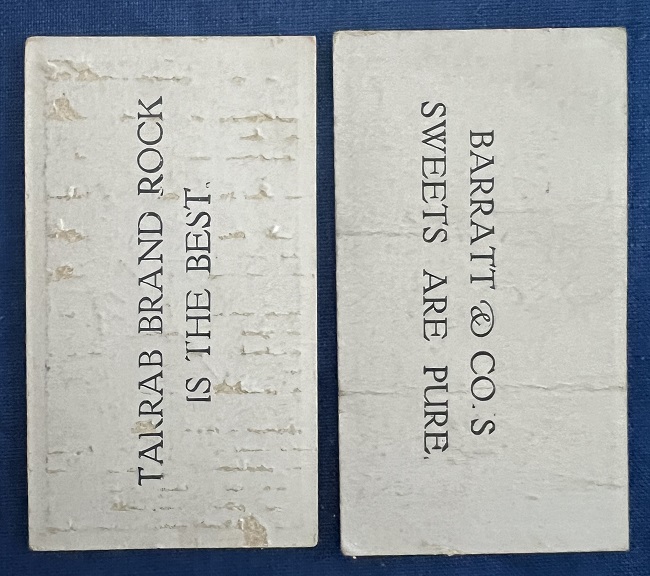 TARRAB BRAND ROCK
IS THE BEST.
BARRATT & CO.'S
SWEETS ARE PURE.